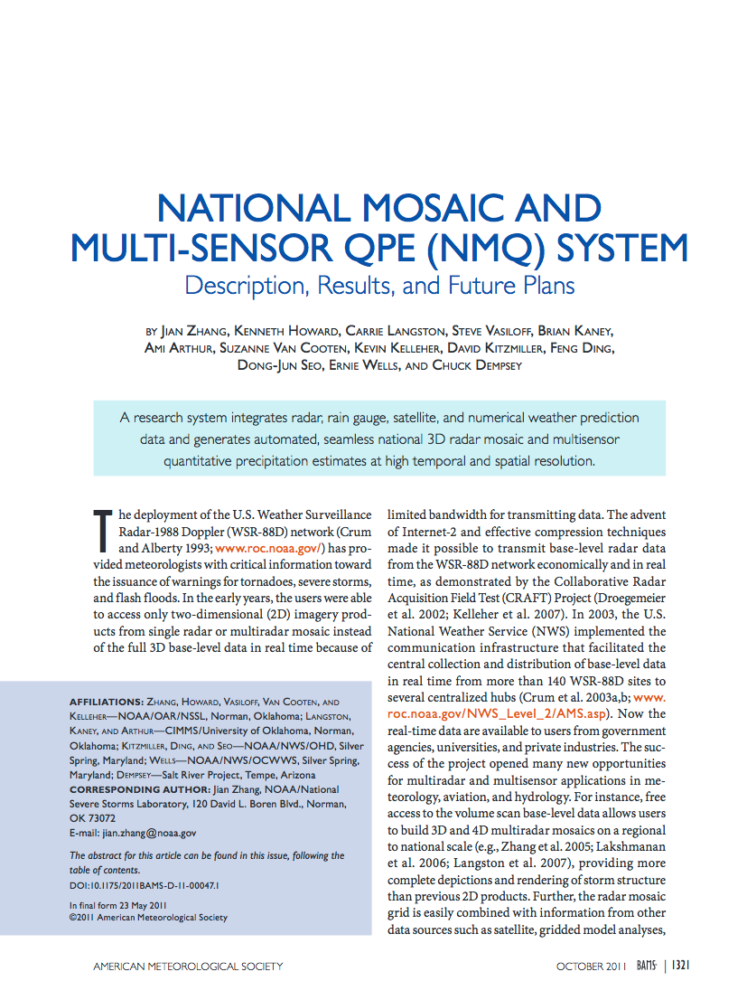 NATIONAL MOSAIC AND
MULTI-SENSOR QPE (NMQ) SYSTEM
Description, Results, and Future Plans
by Jian Zhang, Kenneth Howard, Carrie Langston, Steve Vasiloff, Brian Kaney,
Ami Arthur, Suzanne Van Cooten, Kevin Kelleher, David Kitzmiller, Feng Ding,
Dong-Jun Seo, Ernie Wells, and Chuck Dempsey
A research system integrates radar, rain gauge, satellite, and numerical weather prediction
data and generates automated, seamless national 3D radar mosaic and multisensor
quantitative precipitation estimates at high temporal and spatial resolution.
The deployment of the U.S. Weather Surveillance
Radar-1988 Doppler (WSR-88D) network (Crum
and Alberty 1993; www.roc.noaa.gov/) has pro-
vided meteorologists with critical information toward
the issuance of warnings for tornadoes, severe storms,
and flash floods. In the early years, the users were able
to access only two-dimensional (2D) imagery prod-
ucts from single radar or multiradar mosaic instead
of the full 3D base-level data in real time because of
AFFILIATIONS: Zhang, Howard, Vasiloff, Van Cooten, and
Kelleher—NOAA/OAR/NSSL, Norman, Oklahoma; Langston,
Kaney, and Arthur—CIMMS/University of Oklahoma, Norman,
Oklahoma; Kitzmiller, Ding, and Seo—NOAA/NWS/OHD, Silver
Spring, Maryland; Wells—NOAA/NWS/OCWWS, Silver Spring,
Maryland; Dempsey—Salt River Project, Tempe, Arizona
CORRESPONDING AUTHOR: Jian Zhang, NOAA/National
Severe Storms Laboratory, 120 David L. Boren Blvd., Norman,
OK 73072
E-mail: jian.zhang@noaa.gov
The abstract for this article can be found in this issue, following the
table of contents.
DOI:10.1175/2011BAMS-D-11-00047.1
In final form 23 May 2011
©2011 American Meteorological Society
limited bandwidth for transmitting data. The advent
of Internet-2 and effective compression techniques
made it possible to transmit base-level radar data
from the WSR-88D network economically and in real
time, as demonstrated by the Collaborative Radar
Acquisition Field Test (CRAFT) Project (Droegemeier
et al. 2002; Kelleher et al. 2007). In 2003, the U.S.
National Weather Service (NWS) implemented the
communication infrastructure that facilitated the
central collection and distribution of base-level data
in real time from more than 140 WSR-88D sites to
several centralized hubs (Crum et al. 2003a,b; www.
roc.noaa.gov/NWS_Level_2/AMS.asp). Now the
real-time data are available to users from government
agencies, universities, and private industries. The suc-
cess of the project opened many new opportunities
for multiradar and multisensor applications in me-
teorology, aviation, and hydrology. For instance, free
access to the volume scan base-level data allows users
to build 3D and 4D multiradar mosaics on a regional
to national scale (e.g., Zhang et al. 2005; Lakshmanan
et al. 2006; Langston et al. 2007), providing more
complete depictions and rendering of storm structure
than previous 2D products. Further, the radar mosaic
grid is easily combined with information from other
data sources such as satellite, gridded model analyses,
AMERICAN METEOROLOGICAL SOCIETY
OCTOBER 2011 BAMS | 1321